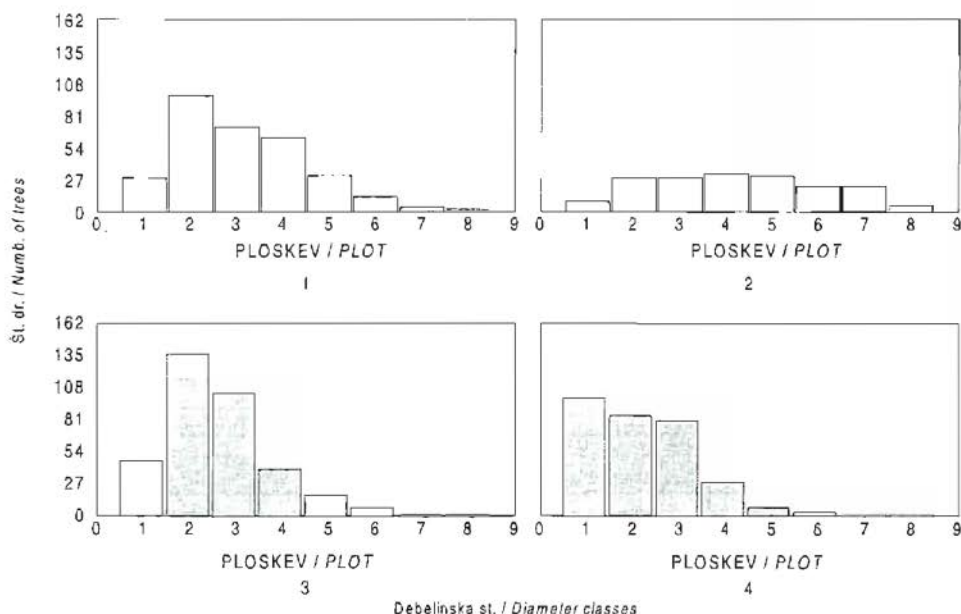 162
135
108
81
54
27
0
0 1 2 3 4 5 6 7 8 9
PLOSKEV / PLOT
1
0 1 2 3 4 5 6 7 8 9
PLOSKEV / PLOT
2
Št. dr. / Numb. of trees
162
135
108
81
54
27
0
0 1 2 3 4 5 6 7 8 9
PLOSKEV / PLOT
3
0 1 2 3 4 5 6 7 8 9
PLOSKEV / PLOT
4
Debelinska st. / Diameter classes